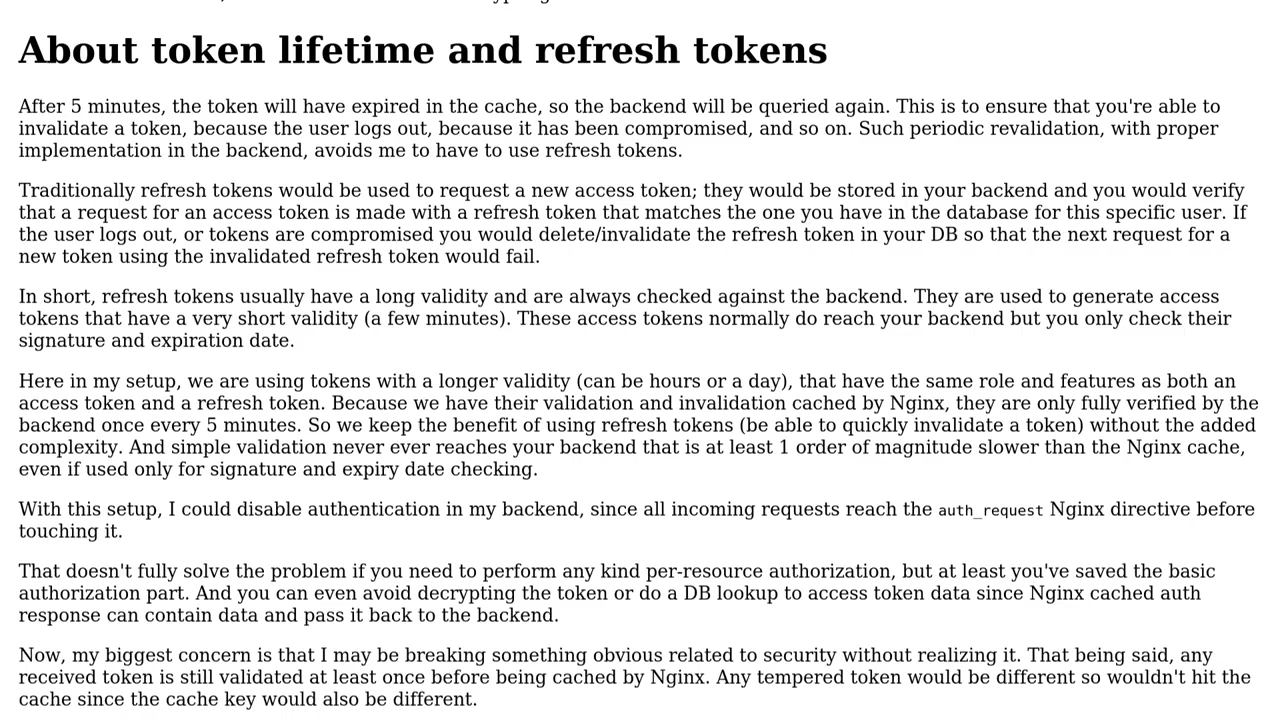 About token lifetime and refresh tokens
After 5 minutes, the token will have expired in the cache, so the backend will be queried again. This is to ensure that you're able to
invalidate a token, because the user logs out, because it has been compromised, and so on. Such periodic revalidation, with proper
implementation in the backend, avoids me to have to use refresh tokens.
Traditionally refresh tokens would be used to request a new access token; they would be stored in your backend and you would verify
that a request for an access token is made with a refresh token that matches the one you have in the database for this specific user. If
the user logs out, or tokens are compromised you would delete/invalidate the refresh token in your DB so that the next request for a
new token using the invalidated refresh token would fail.
In short, refresh tokens usually have a long validity and are always checked against the backend. They are used to generate access
tokens that have a very short validity (a few minutes). These access tokens normally do reach your backend but you only check their
signature and expiration date.
Here in my setup, we are using tokens with a longer validity (can be hours or a day), that have the same role and features as both an
access token and a refresh token. Because we have their validation and invalidation cached by Nginx, they are only fully verified by the
backend once every 5 minutes. So we keep the benefit of using refresh tokens (be able to quickly invalidate a token) without the added
complexity. And simple validation never ever reaches your backend that is at least 1 order of magnitude slower than the Nginx cache,
even if used only for signature and expiry date checking.
With this setup, I could disable authentication in my backend, since all incoming requests reach the auth_request Nginx directive before
touching it.
That doesn't fully solve the problem if you need to perform any kind per-resource authorization, but at least you've saved the basic
authorization part. And you can even avoid decrypting the token or do a DB lookup to access token data since Nginx cached auth
response can contain data and pass it back to the backend.
Now, my biggest concern is that I may be breaking something obvious related to security without realizing it. That being said, any
received token is still validated at least once before being cached by Nginx. Any tempered token would be different so wouldn't hit the
cache since the cache key would also be different.